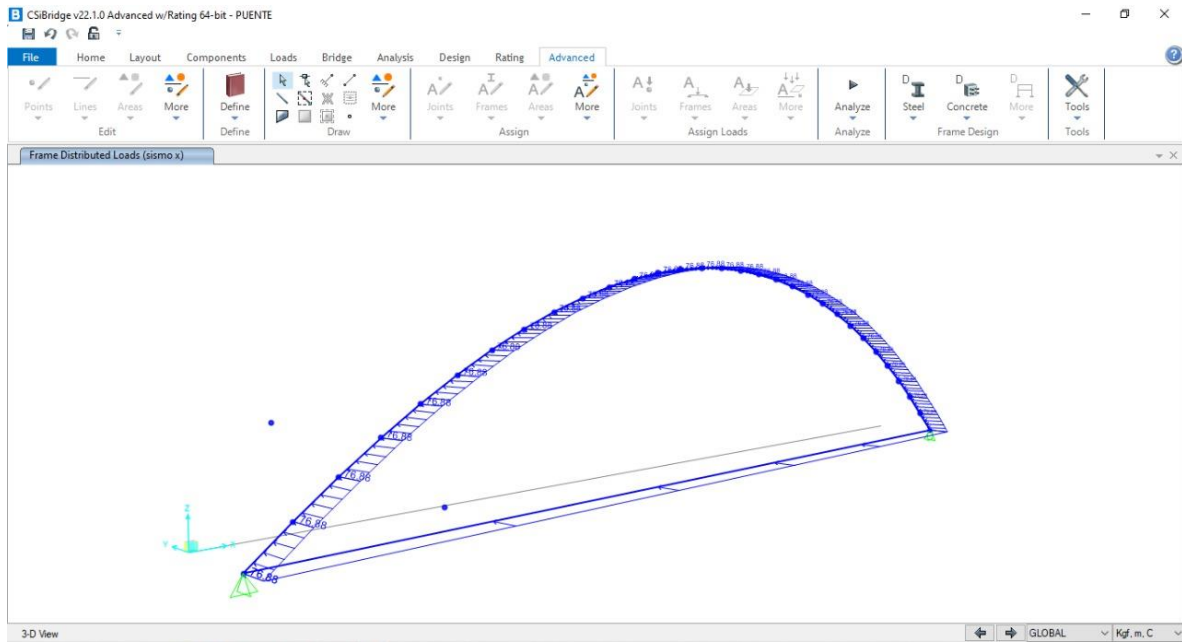 B CSiBridge v22.1.0 Advanced w/Rating 64-bit - PUENTE
File Home Layout Components Loads Bridge Analysis Design Rating Advanced
Points Lines Areas More Define More Joints Frames Areas More Joints Frames Areas More Analyze Steel Concrete More Tools
Edit Define Draw Assign Assign Loads Analyze Frame Design Tools
Frame Distributed Loads (sismo x)
76,88
76,88
76,88
76,88
76,88
76,88
76,88
76,88
76,88
76,88
Z
Y X
3-D View GLOBAL Kgf, m, C